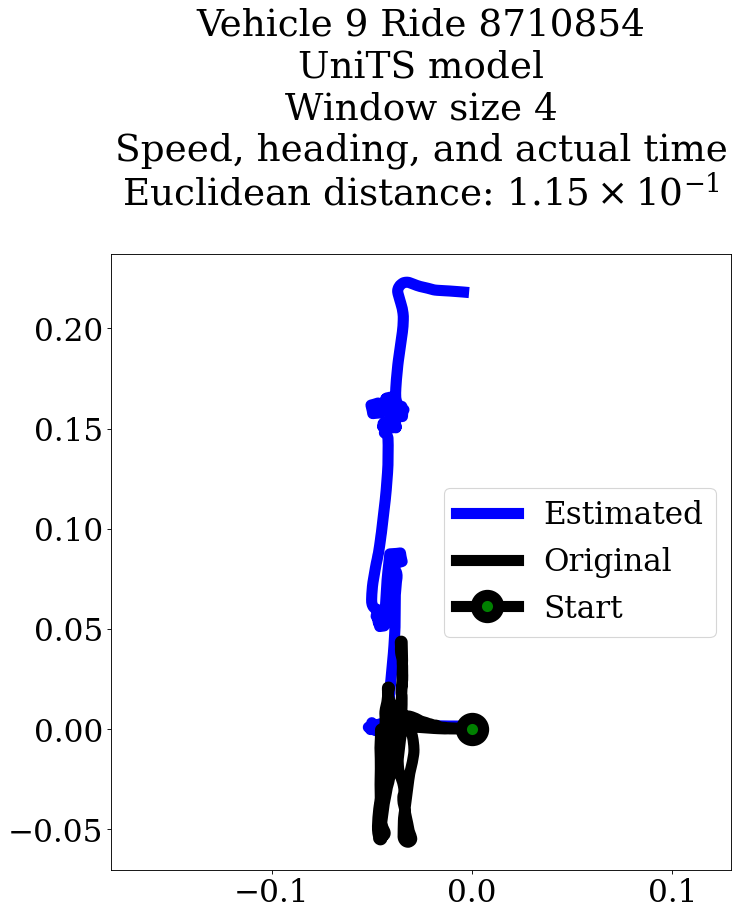 Vehicle 9 Ride 8710854
UniTS model
Window size 4
Speed, heading, and actual time
Euclidean distance: 1.15 × 10⁻¹
0.20
0.15
0.10
0.05
0.00
−0.05
Estimated
Original
Start
−0.1
0.0
0.1